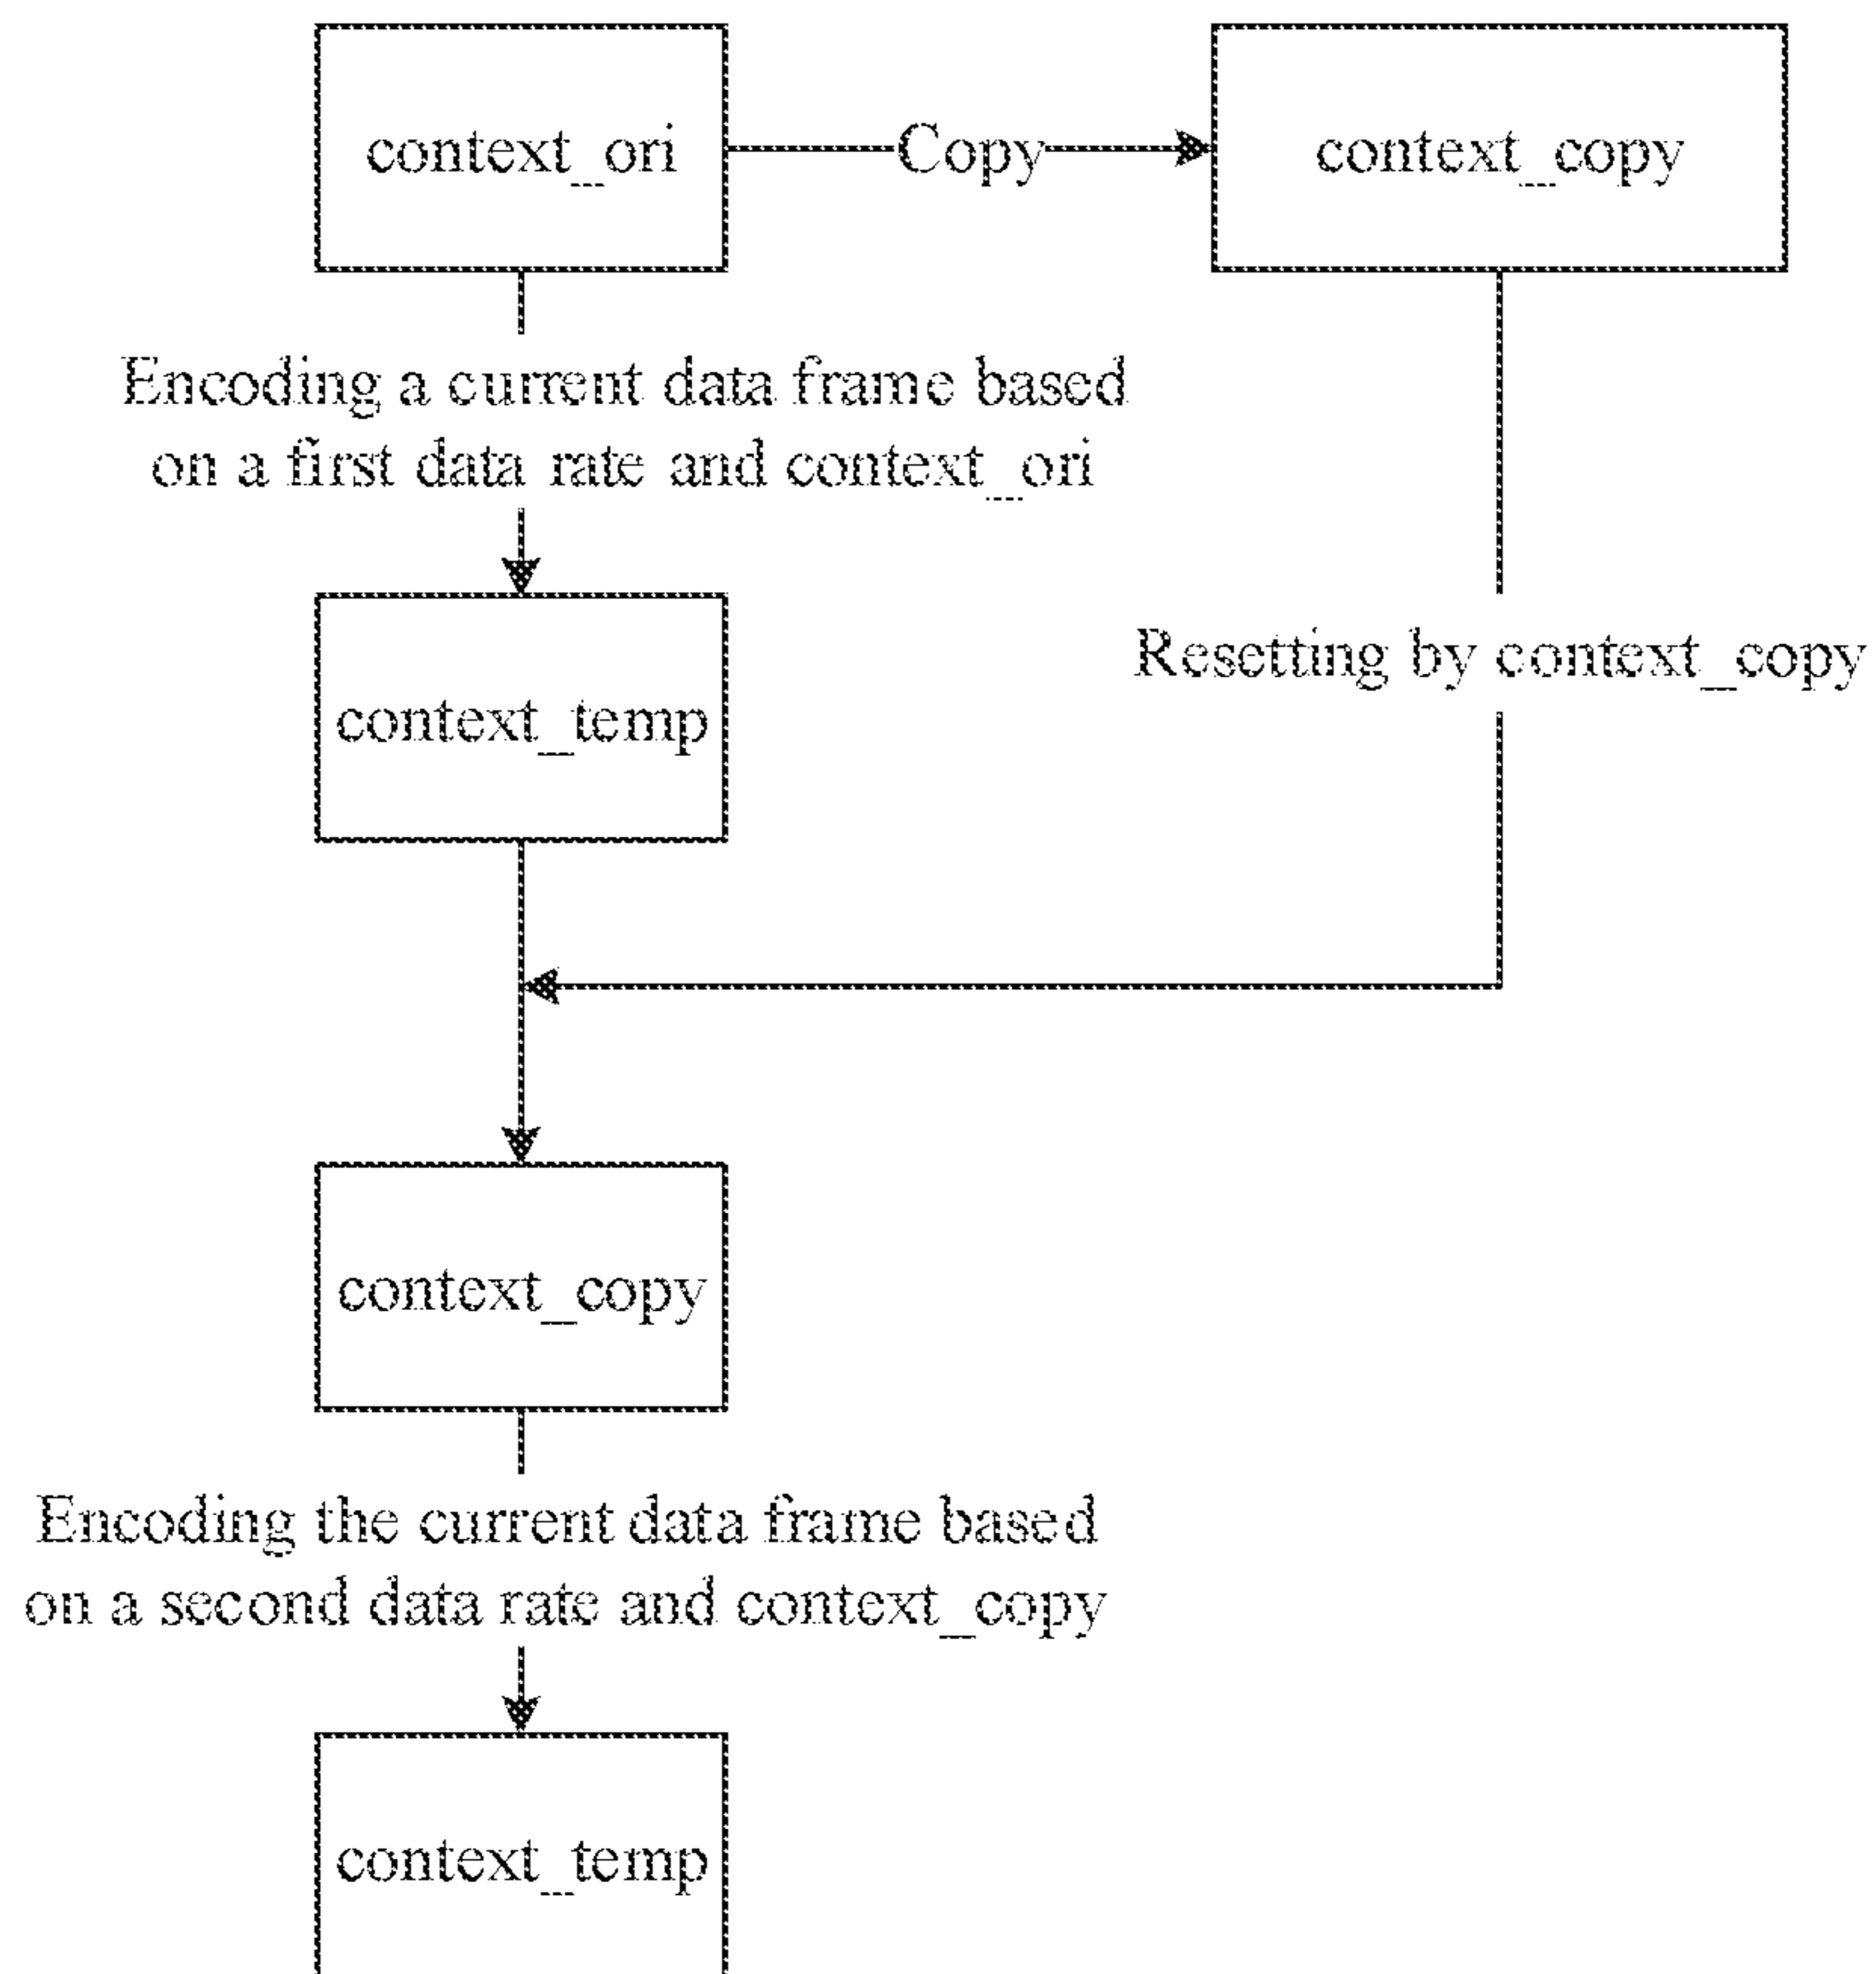 context_ori
Copy
context_copy
Encoding a current data frame based
on a first data rate and context_ori
context_temp
Resetting by context_copy
context_copy
Encoding the current data frame based
on a second data rate and context_copy
context_temp